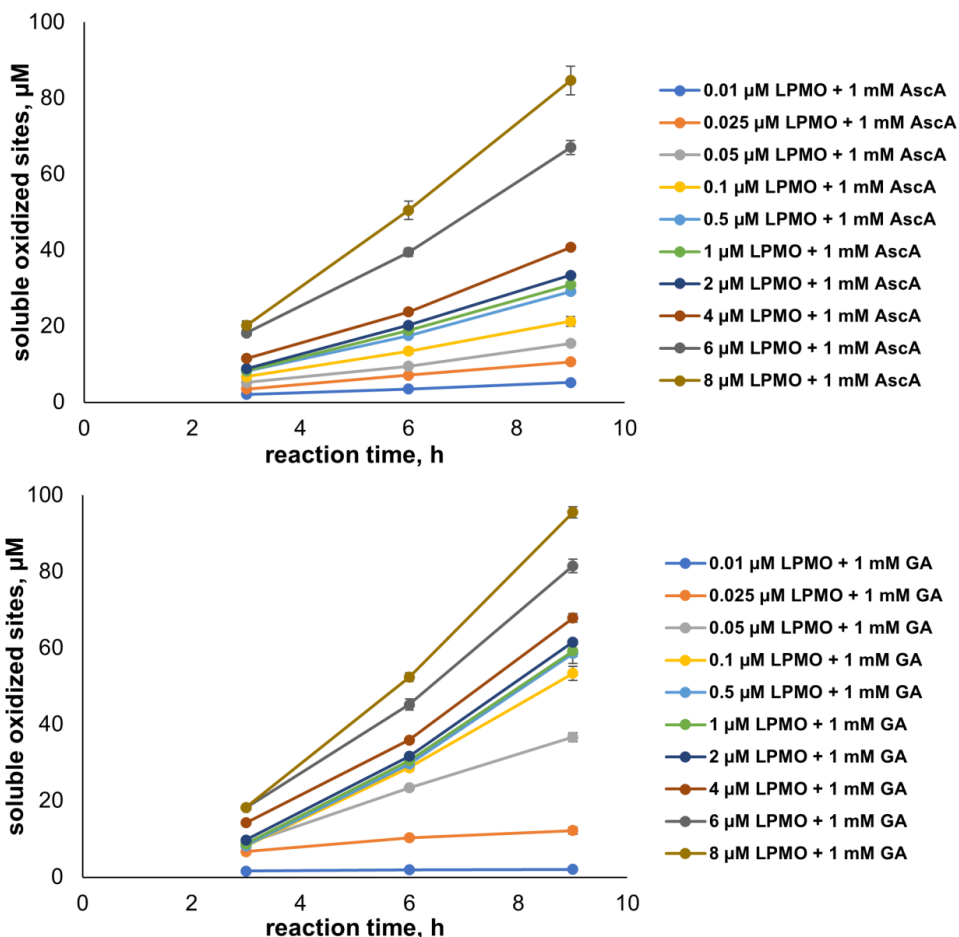 100
80
60
40
20
0
soluble oxidized sites, µM
0 2 4 6 8 10
reaction time, h
0.01 µM LPMO + 1 mM AscA
0.025 µM LPMO + 1 mM AscA
0.05 µM LPMO + 1 mM AscA
0.1 µM LPMO + 1 mM AscA
0.5 µM LPMO + 1 mM AscA
1 µM LPMO + 1 mM AscA
2 µM LPMO + 1 mM AscA
4 µM LPMO + 1 mM AscA
6 µM LPMO + 1 mM AscA
8 µM LPMO + 1 mM AscA
100
80
60
40
20
0
soluble oxidized sites, µM
0 2 4 6 8 10
reaction time, h
0.01 µM LPMO + 1 mM GA
0.025 µM LPMO + 1 mM GA
0.05 µM LPMO + 1 mM GA
0.1 µM LPMO + 1 mM GA
0.5 µM LPMO + 1 mM GA
1 µM LPMO + 1 mM GA
2 µM LPMO + 1 mM GA
4 µM LPMO + 1 mM GA
6 µM LPMO + 1 mM GA
8 µM LPMO + 1 mM GA